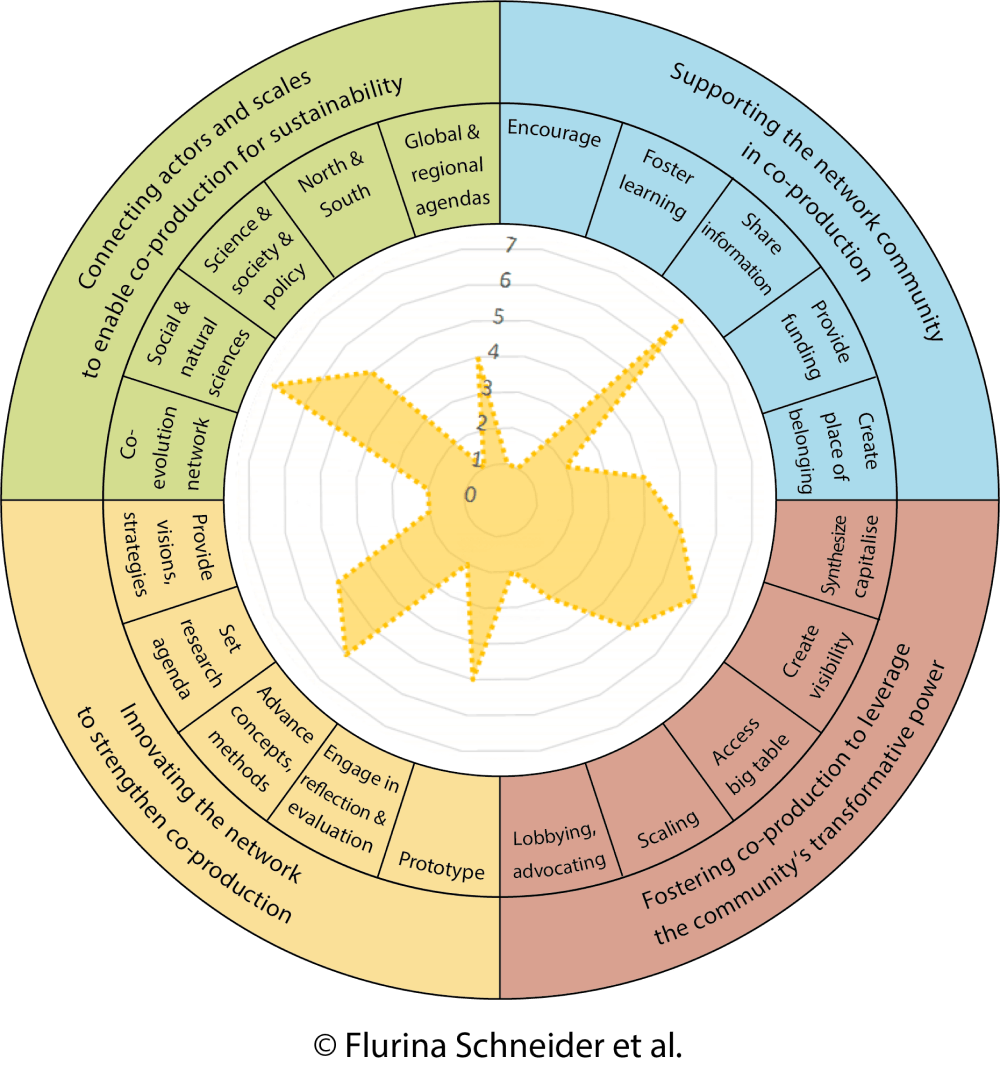 Connecting actors and scales
to enable co-production for sustainability
Supporting the network community
in co-production
Global &
regional
agendas
North &
South
Science &
society &
policy
Social &
natural
sciences
Co-
evolution
network
Encourage
Foster
learning
Share
information
Provide
funding
Create
place of
belonging
7
6
5
4
3
2
1
0
Provide
visions,
strategies
Set
research
agenda
Advance
concepts,
methods
Engage in
reflection &
evaluation
Prototype
Synthesize
capitalise
Create
visibility
Access
big table
Scaling
Lobbying,
advocating
Innovating the network
to strengthen co-production
Fostering co-production to leverage
the community's transformative power
© Flurina Schneider et al.